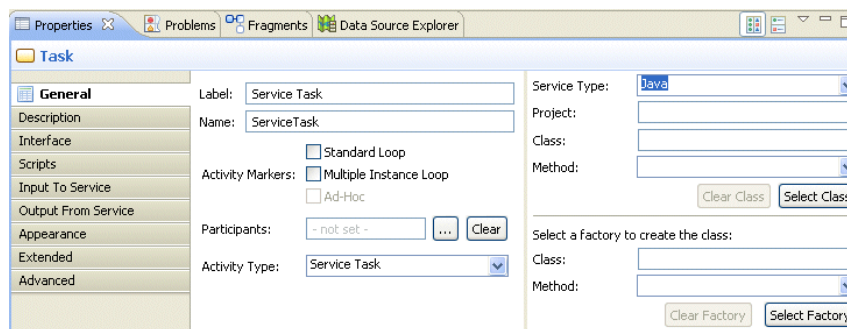 Properties Problems Fragments Data Source Explorer
Task
General
Description
Interface
Scripts
Input To Service
Output From Service
Appearance
Extended
Advanced
Label: Service Task
Name: ServiceTask
Activity Markers:
Standard Loop
Multiple Instance Loop
Ad-Hoc
Participants: - not set - ... Clear
Activity Type: Service Task
Service Type: Java
Project:
Class:
Method:
Clear Class Select Class
Select a factory to create the class:
Class:
Method:
Clear Factory Select Factory